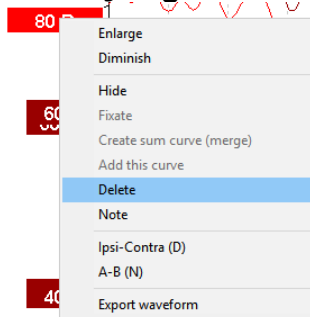 80
Enlarge
Diminish
Hide
60
Fixate
Create sum curve (merge)
Add this curve
Delete
Note
Ipsi-Contra (D)
A-B (N)
40
Export waveform